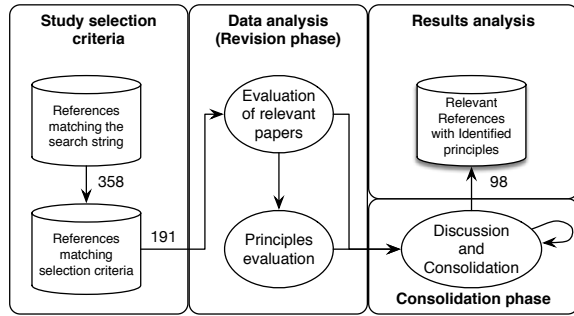 Study selection
criteria
References
matching the
search string
358
References
matching
selection criteria
191
Data analysis
(Revision phase)
Evaluation
of relevant
papers
Principles
evaluation
Results analysis
Relevant
References
with Identified
principles
98
Discussion
and
Consolidation
Consolidation phase